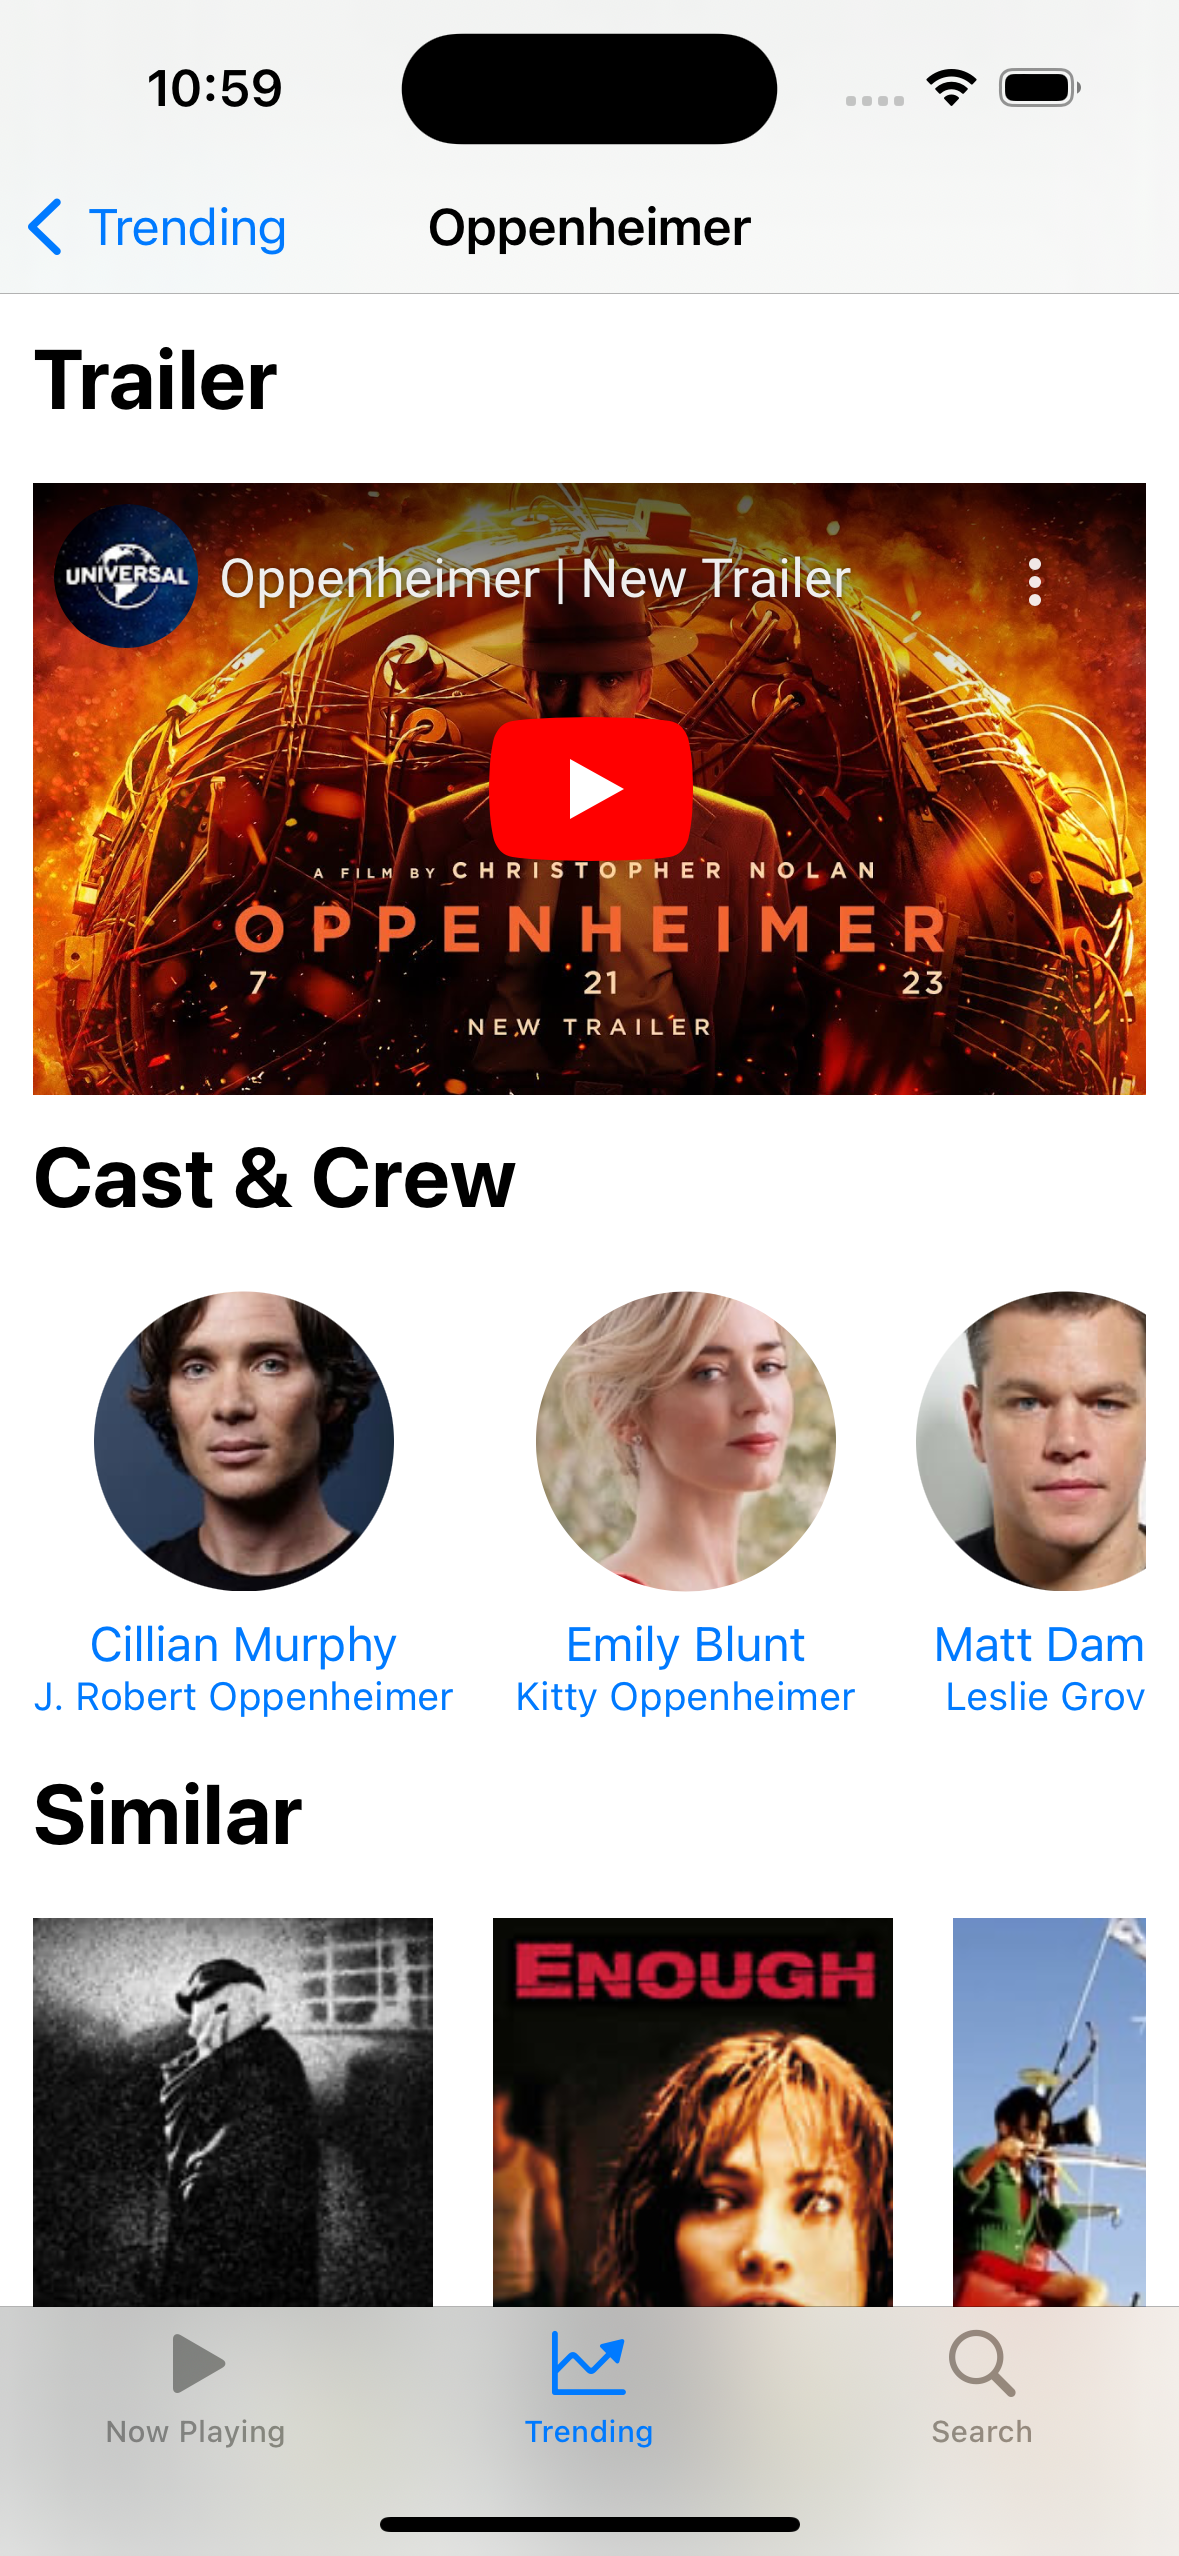 10:59
Trending
Oppenheimer
Trailer
UNIVERSAL
Oppenheimer | New Trailer
A FILM BY CHRISTOPHER NOLAN
OPPENHEIMER
7 21 23
NEW TRAILER
Cast & Crew
Cillian Murphy
J. Robert Oppenheimer
Emily Blunt
Kitty Oppenheimer
Matt Dam
Leslie Grov
Similar
ENOUGH
Now Playing
Trending
Search